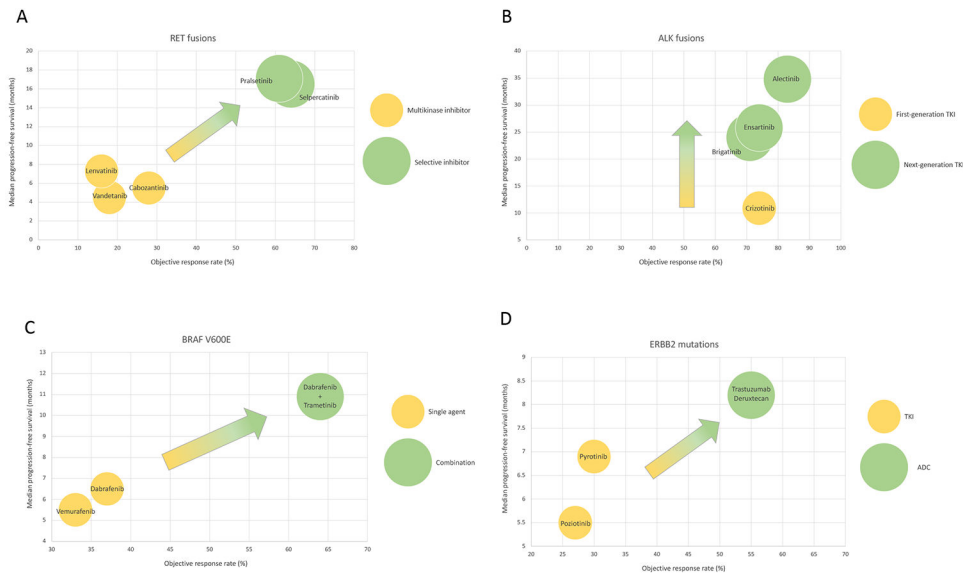 A
RET fusions
Median progression-free survival (months)
20
18
16
14
12
10
8
6
4
2
0
Pralsetinib
Selpercatinib
Lenvatinib
Vandetanib
Cabozantinib
0 10 20 30 40 50 60 70 80
Objective response rate (%)
Multikinase inhibitor
Selective inhibitor
B
ALK fusions
Median progression-free survival (months)
40
35
30
25
20
15
10
5
Alectinib
Ensartinib
Brigatinib
Crizotinib
0 10 20 30 40 50 60 70 80 90 100
Objective response rate (%)
First-generation TKI
Next-generation TKI
C
BRAF V600E
Median progression-free survival (months)
13
12
11
10
9
8
7
6
5
4
Dabrafenib
+
Trametinib
Dabrafenib
Vemurafenib
30 35 40 45 50 55 60 65 70
Objective response rate (%)
Single agent
Combination
D
ERBB2 mutations
Median progression-free survival (months)
9
8.5
8
7.5
7
6.5
6
5.5
5
Trastuzumab
Deruxtecan
Pyrotinib
Poziotinib
20 25 30 35 40 45 50 55 60 65 70
Objective response rate (%)
TKI
ADC